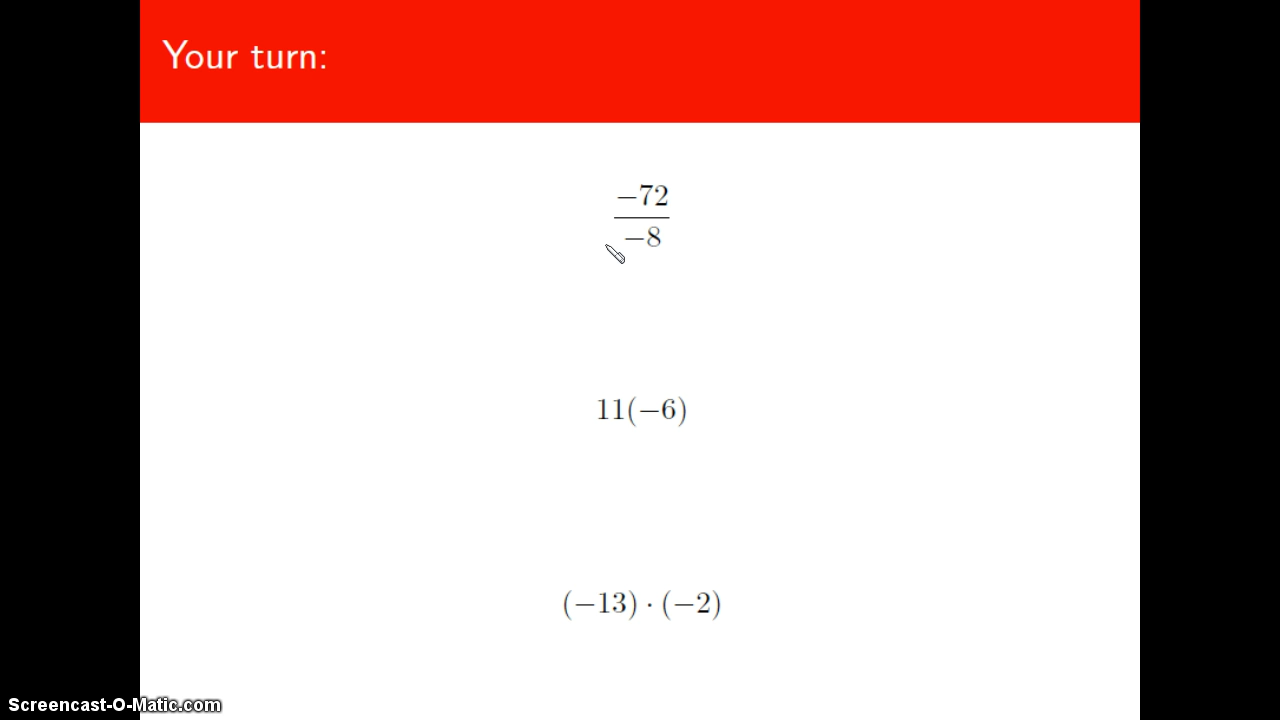 Your turn:
−72
−8
11(−6)
(−13) · (−2)
Screencast-O-Matic.com